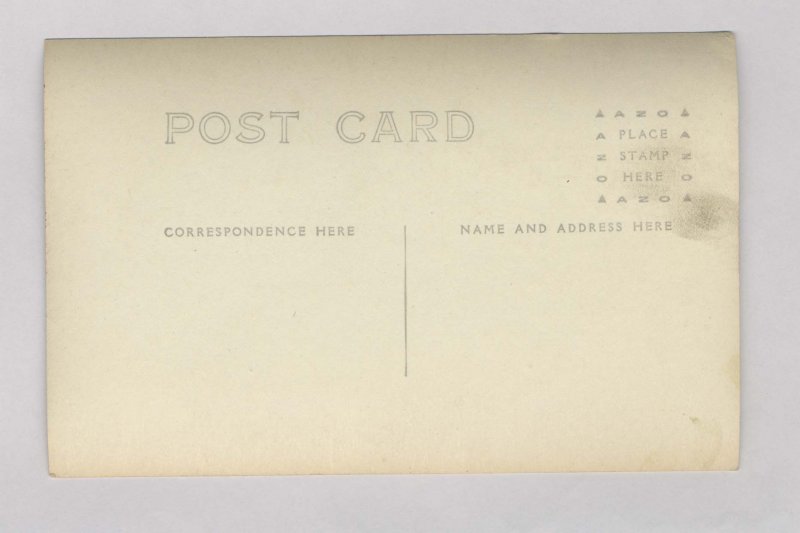 POST CARD
AZO
A PLACE A
Z STAMP Z
O HERE O
AZO
CORRESPONDENCE HERE
NAME AND ADDRESS HERE